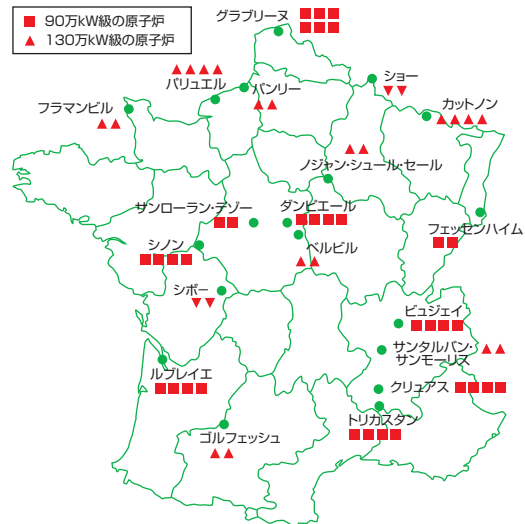 ■ 90万kW級の原子炉
▲ 130万kW級の原子炉
グラブリーヌ
ショー
パリュエル
パンリー
カットノン
フラマンビル
ノジャン・シュール・セール
サンローラン・デゾー
ダンピエール
フェッセンハイム
シノン
ベルビル
シボー
ビュジェイ
サンタルバン・
サンモーリス
ルブレイエ
クリュアス
トリカスタン
ゴルフェッシュ